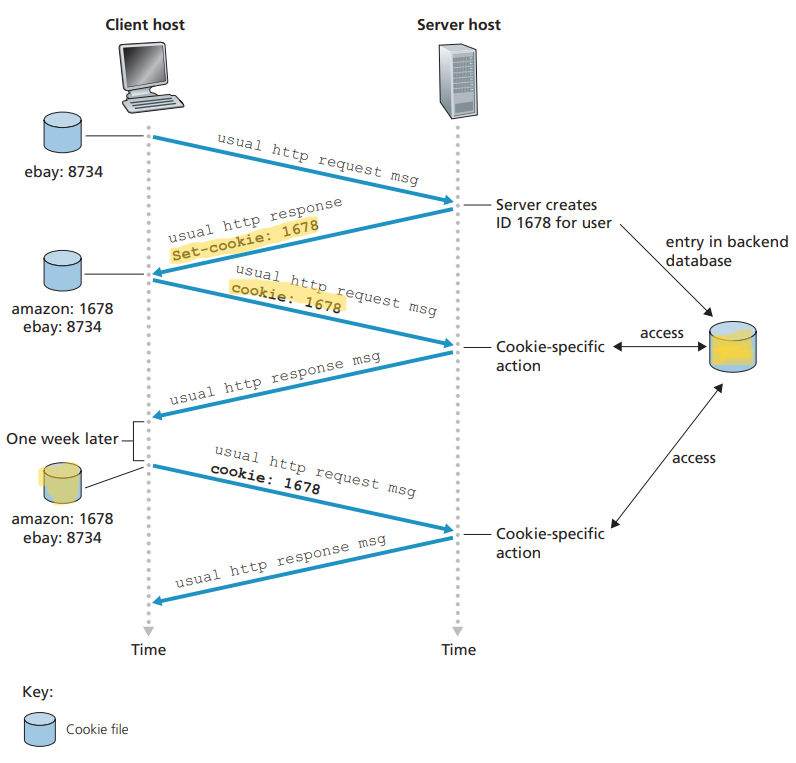 Client host
Server host
usual http request msg
ebay: 8734
Server creates
ID 1678 for user
usual http response
Set-cookie: 1678
entry in backend
database
usual http request msg
cookie: 1678
amazon: 1678
ebay: 8734
access
Cookie-specific
action
usual http response msg
One week later
usual http request msg
cookie: 1678
access
amazon: 1678
ebay: 8734
Cookie-specific
action
usual http response msg
Time
Time
Key:
Cookie file